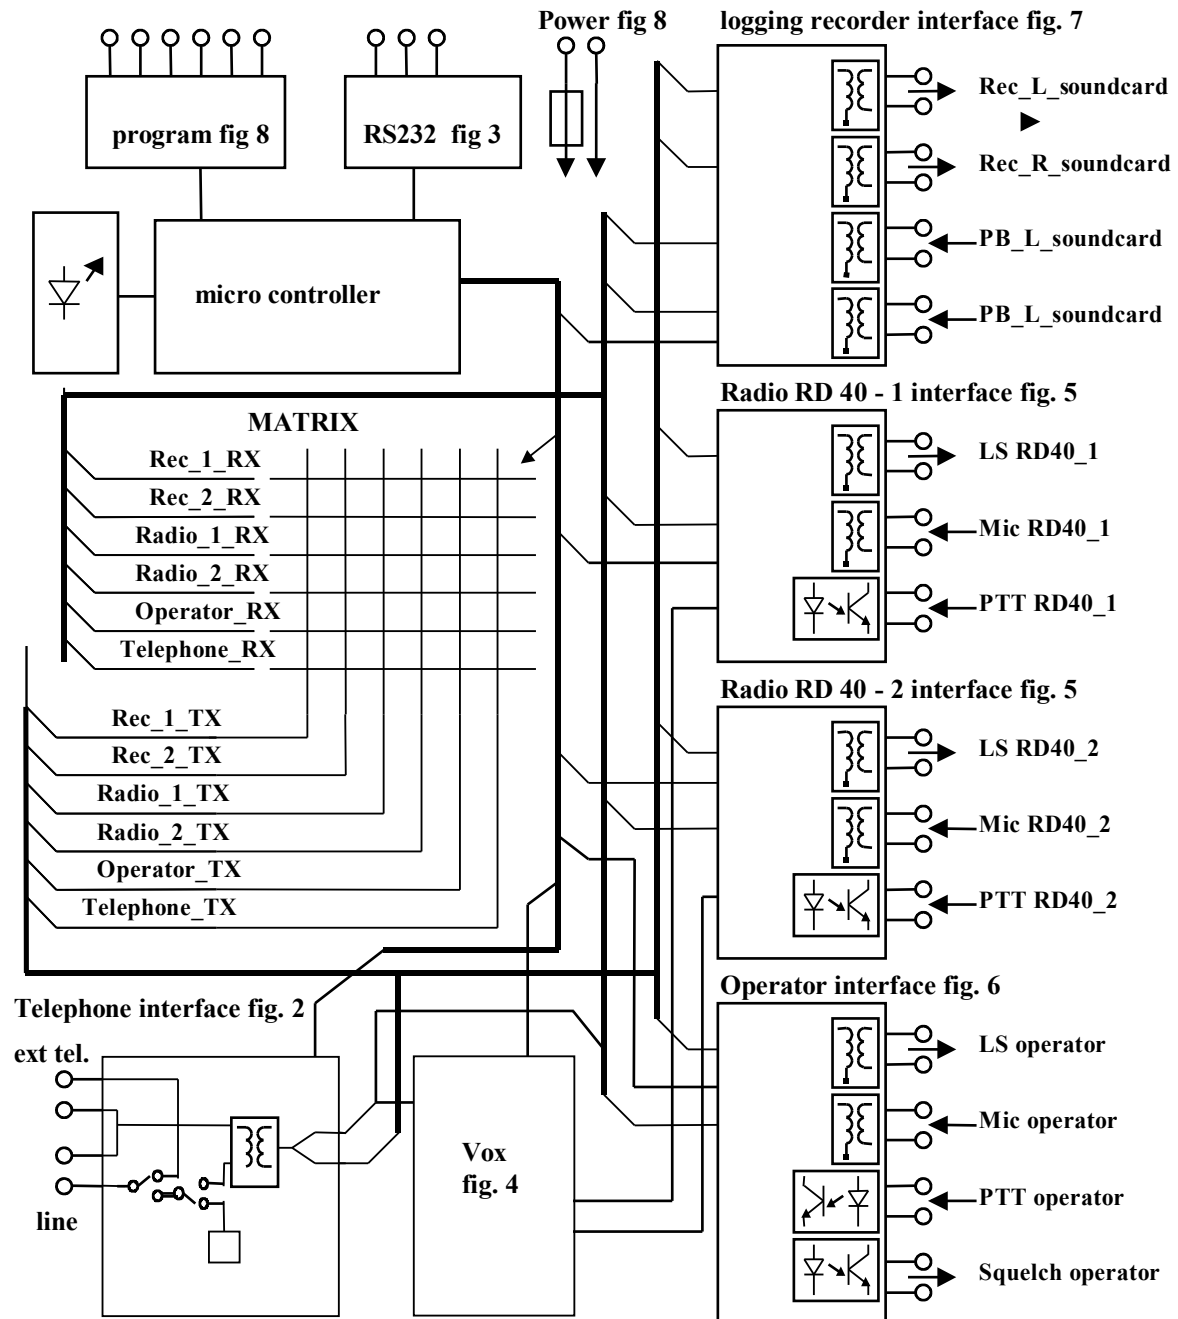 Power fig 8
logging recorder interface fig. 7
program fig 8
RS232 fig 3
Rec_L_soundcard
Rec_R_soundcard
PB_L_soundcard
PB_L_soundcard
micro controller
Radio RD 40 - 1 interface fig. 5
LS RD40_1
Mic RD40_1
PTT RD40_1
MATRIX
Rec_1_RX
Rec_2_RX
Radio_1_RX
Radio_2_RX
Operator_RX
Telephone_RX
Rec_1_TX
Rec_2_TX
Radio_1_TX
Radio_2_TX
Operator_TX
Telephone_TX
Radio RD 40 - 2 interface fig. 5
LS RD40_2
Mic RD40_2
PTT RD40_2
Telephone interface fig. 2
ext tel.
line
Vox
fig. 4
Operator interface fig. 6
LS operator
Mic operator
PTT operator
Squelch operator